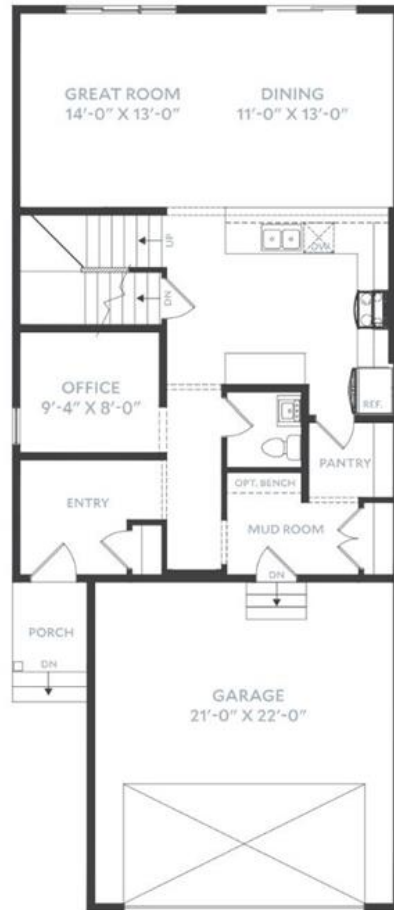 GREAT ROOM
14'-0" X 13'-0"
DINING
11'-0" X 13'-0"
UP
DN
D/W
OFFICE
9'-4" X 8'-0"
REF.
PANTRY
OPT. BENCH
ENTRY
MUD ROOM
DN
PORCH
DN
GARAGE
21'-0" X 22'-0"